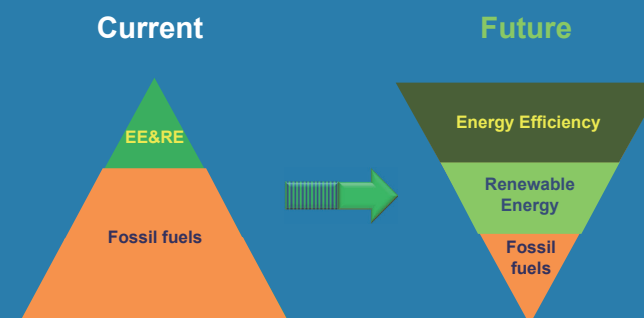 Current
Future
EE&RE
Fossil fuels
Energy Efficiency
Renewable
Energy
Fossil
fuels